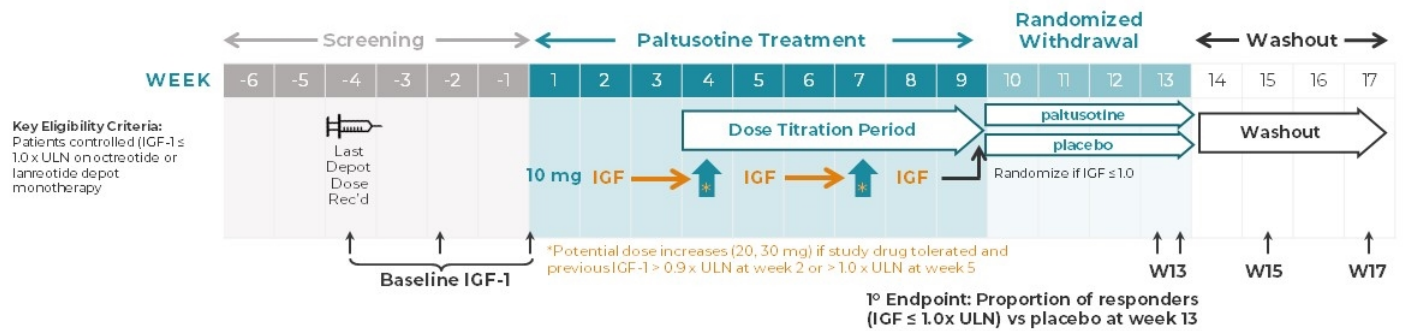 Screening
Paltusotine Treatment
Randomized
Withdrawal
Washout
WEEK -6 -5 -4 -3 -2 -1 1 2 3 4 5 6 7 8 9 10 11 12 13 14 15 16 17
Key Eligibility Criteria:
Patients controlled (IGF-1 ≤
1.0 x ULN on octreotide or
lanreotide depot
monotherapy
Last
Depot
Dose
Rec'd
Dose Titration Period
paltusotine
placebo
Washout
10 mg IGF * IGF * IGF
Randomize if IGF ≤ 1.0
*Potential dose increases (20, 30 mg) if study drug tolerated and
previous IGF-1 > 0.9 x ULN at week 2 or > 1.0 x ULN at week 5
Baseline IGF-1
W13 W15 W17
1º Endpoint: Proportion of responders
(IGF ≤ 1.0x ULN) vs placebo at week 13